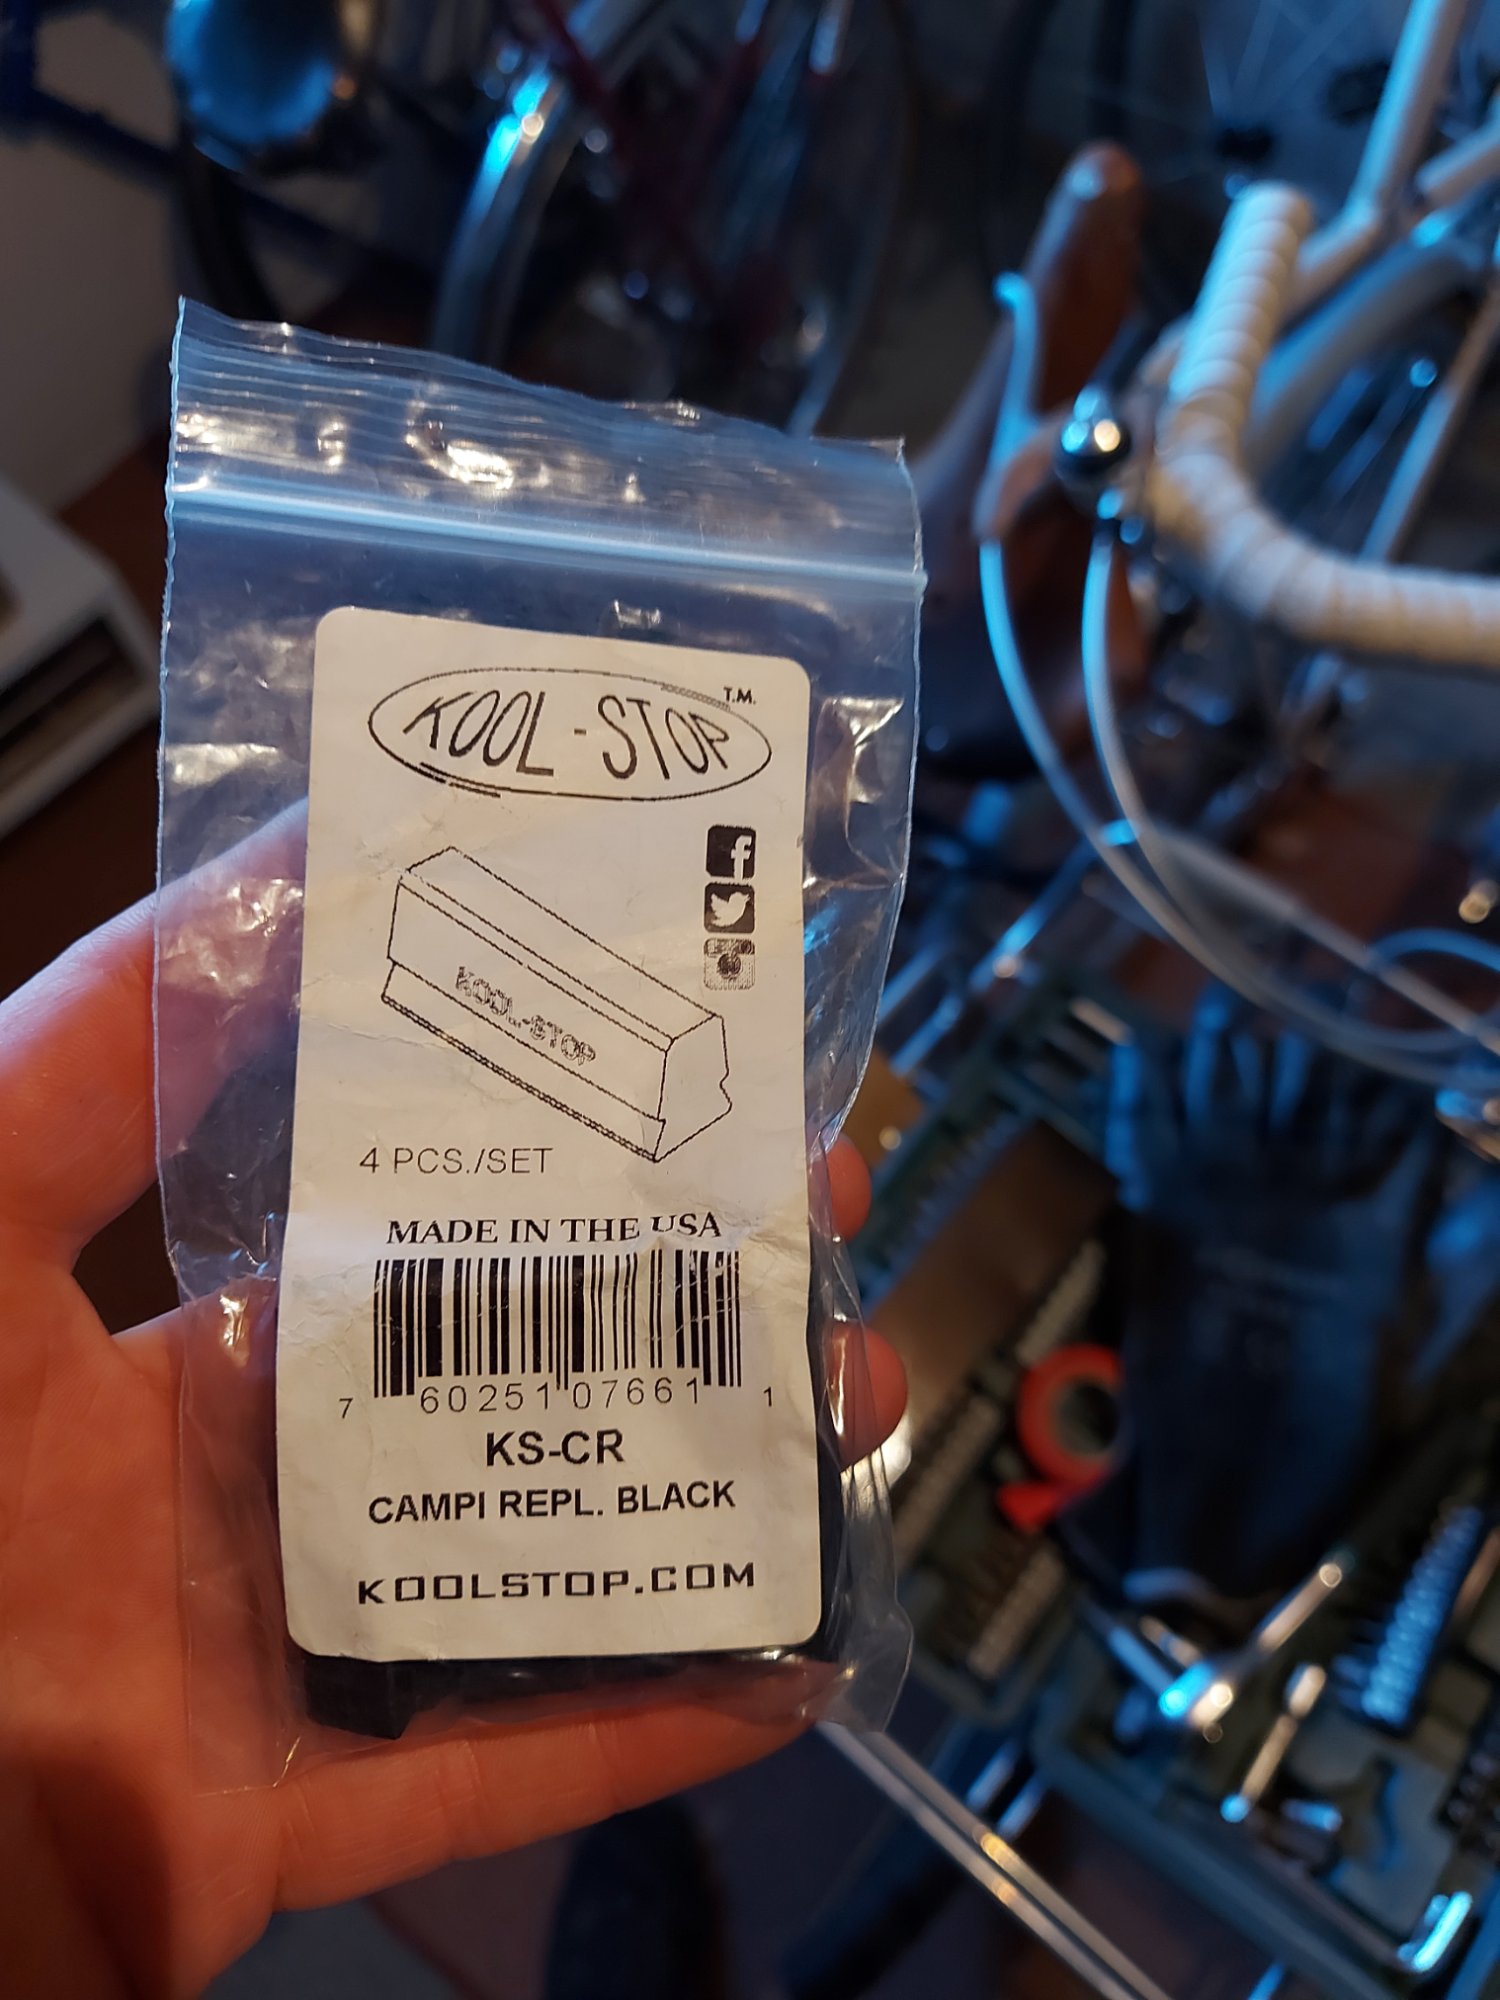 KOOL-STOP T.M.
KOOL-STOP
4 PCS./SET
MADE IN THE USA
7 60251 07661 1
KS-CR
CAMPI REPL. BLACK
KOOLSTOP.COM